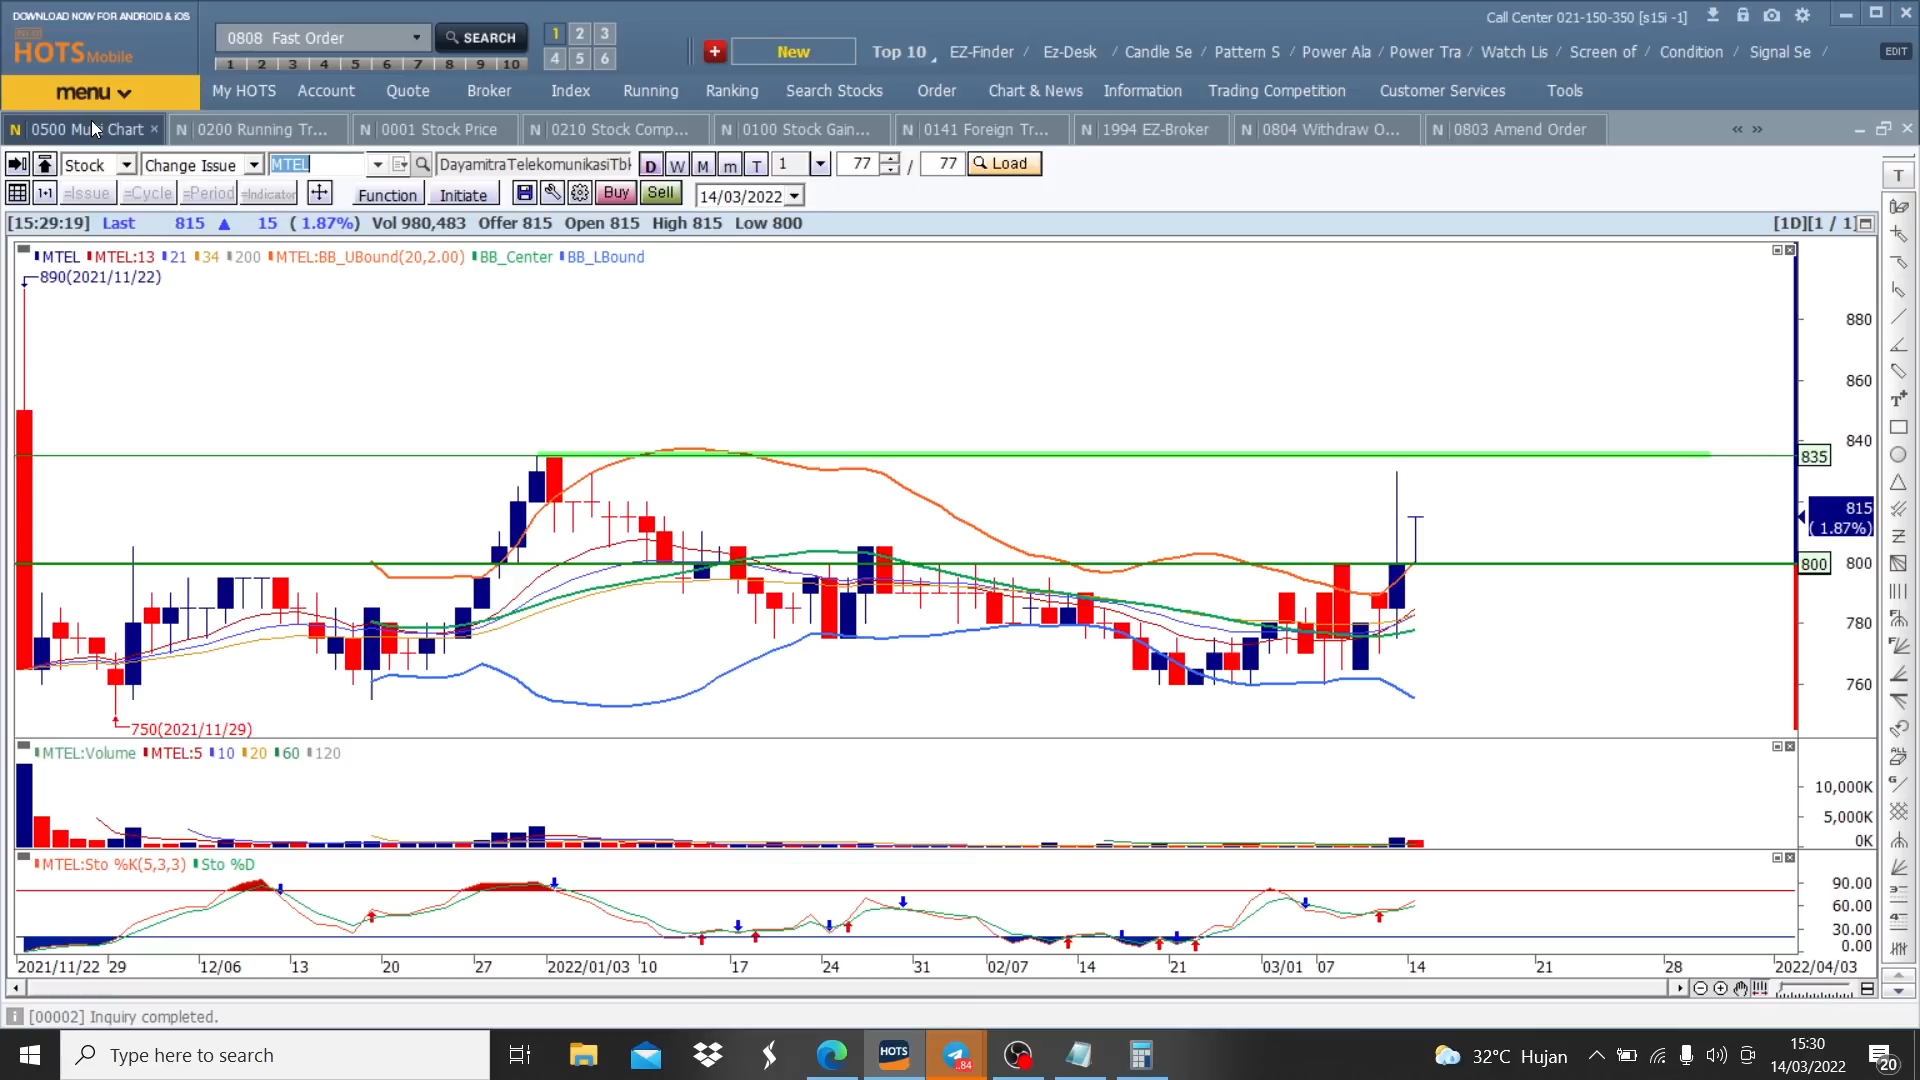 DOWNLOAD NOW FOR ANDROID & iOS
NEO HOTS Mobile
0808 Fast Order
SEARCH
1 2 3 4 5 6 7 8 9 10
1 2 3
4 5 6
New
Top 10
EZ-Finder / Ez-Desk / Candle Se / Pattern S / Power Ala / Power Tra / Watch Lis / Screen of / Condition / Signal Se /
EDIT
Call Center 021-150-350 [s15i -1]
menu
My HOTS Account Quote Broker Index Running Ranking Search Stocks Order Chart & News Information Trading Competition Customer Services Tools
N 0500 Mu Chart × N 0200 Running Tr... N 0001 Stock Price N 0210 Stock Comp... N 0100 Stock Gain... N 0141 Foreign Tr... N 1994 EZ-Broker N 0804 Withdraw O... N 0803 Amend Order
Stock Change Issue MTEL DayamitraTelekomunikasiTbk D W M m T 1 77 / 77 Load
1•1 =Issue =Cycle =Period =Indicator Function Initiate Buy Sell 14/03/2022
[15:29:19] Last 815 ▲ 15 ( 1.87%) Vol 980,483 Offer 815 Open 815 High 815 Low 800
[1D][1 / 1]
MTEL MTEL:13 21 34 200 MTEL:BB_UBound(20,2.00) BB_Center BB_LBound
890(2021/11/22)
880
860
840
835
815
( 1.87%)
800
800
780
760
750(2021/11/29)
MTEL:Volume MTEL:5 10 20 60 120
10,000K
5,000K
0K
MTEL:Sto %K(5,3,3) Sto %D
90.00
60.00
30.00
0.00
2021/11/22 29 12/06 13 20 27 2022/01/03 10 17 24 31 02/07 14 21 03/01 07 14 21 28 2022/04/03
[00002] Inquiry completed.
Type here to search
HOTS
84
32°C Hujan
15:30
14/03/2022
20